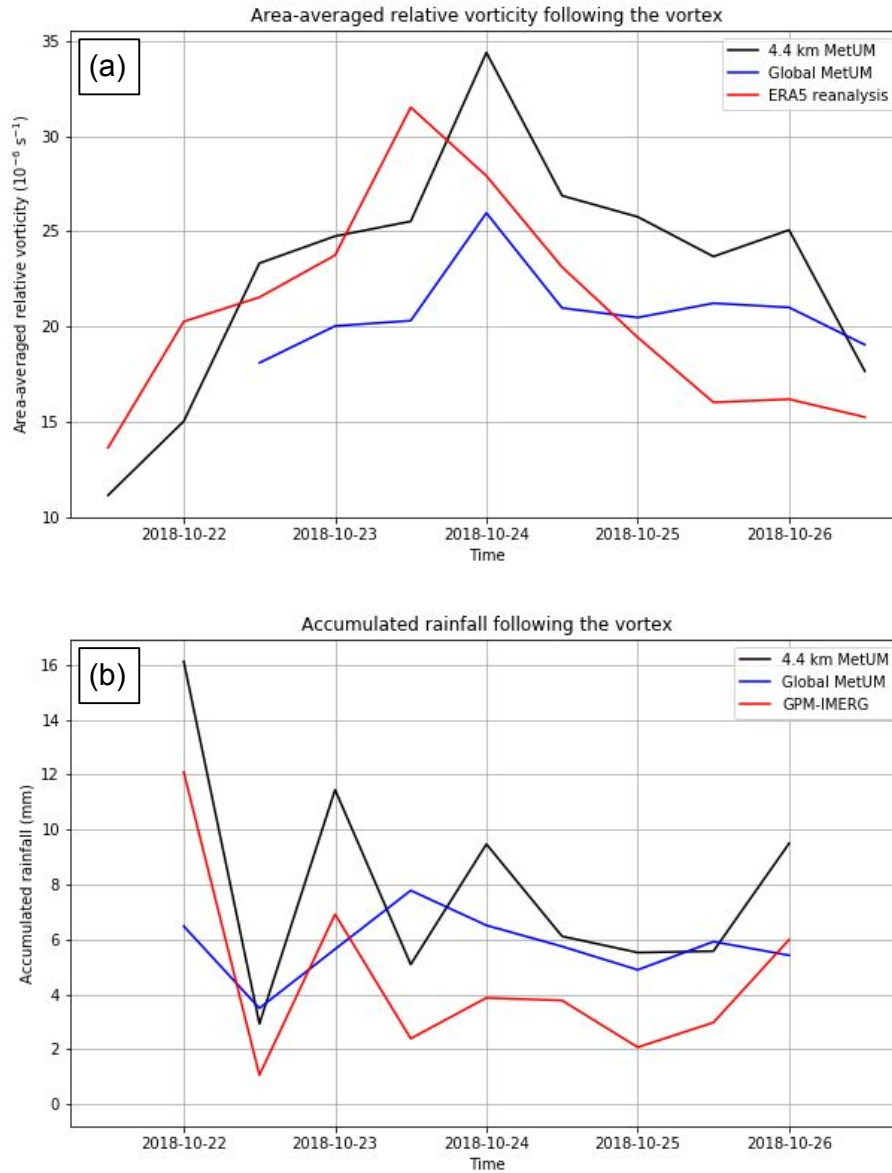 Area-averaged relative vorticity following the vortex
(a)
4.4 km MetUM
Global MetUM
ERA5 reanalysis
Area-averaged relative vorticity (10⁻⁶ s⁻¹)
35
30
25
20
15
10
2018-10-22 2018-10-23 2018-10-24 2018-10-25 2018-10-26
Time
Accumulated rainfall following the vortex
(b)
4.4 km MetUM
Global MetUM
GPM-IMERG
Accumulated rainfall (mm)
16
14
12
10
8
6
4
2
0
2018-10-22 2018-10-23 2018-10-24 2018-10-25 2018-10-26
Time